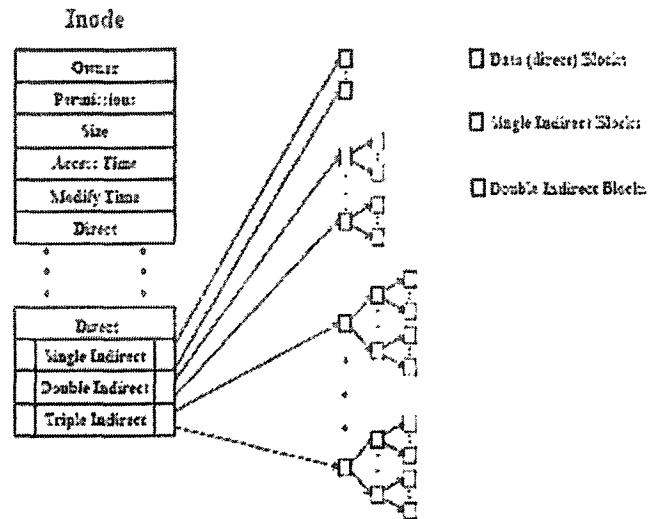 Inode
Owner
Permissions
Size
Access Time
Modify Time
Direct
Direct
Single Indirect
Double Indirect
Triple Indirect
Data (direct) Blocks
Single Indirect Blocks
Double Indirect Blocks